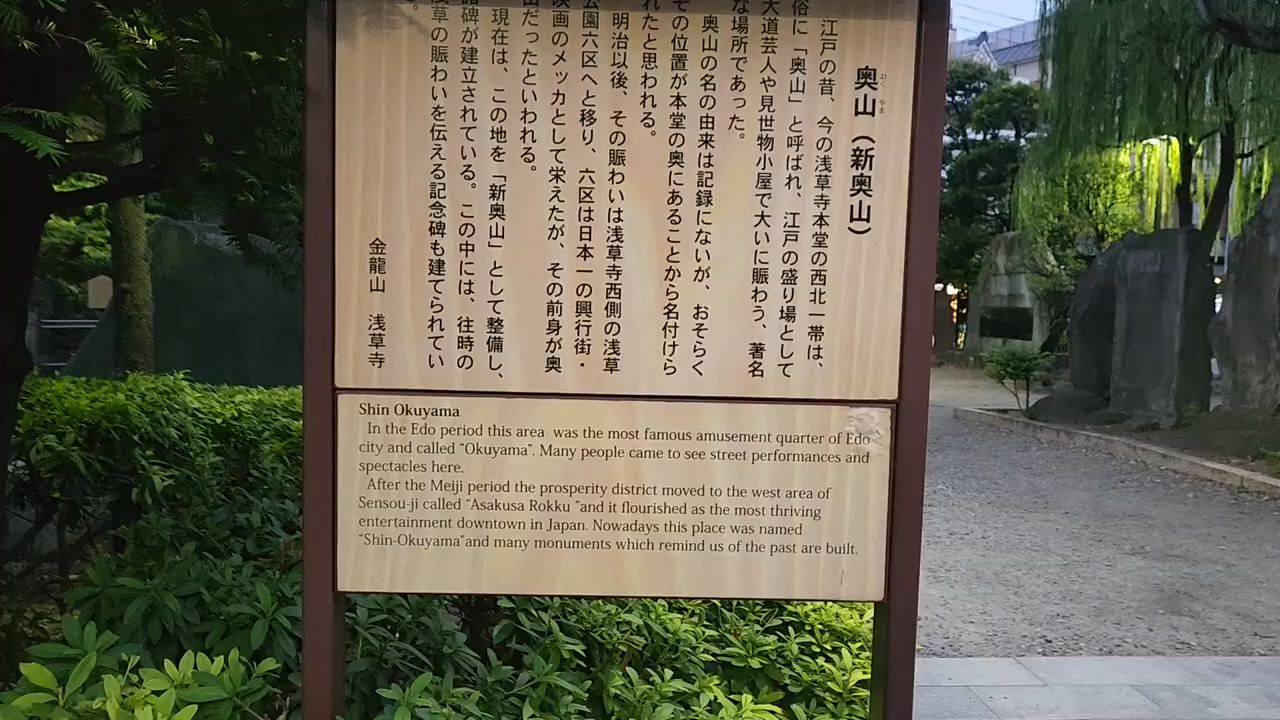 奥山（新奥山）
おくやま
江戸の昔、今の浅草寺本堂の西北一帯は、
俗に「奥山」と呼ばれ、江戸の盛り場として
大道芸人や見世物小屋で大いに賑わう、著名
な場所であった。
奥山の名の由来は記録にないが、おそらく
その位置が本堂の奥にあることから名付けら
れたと思われる。
明治以後、その賑わいは浅草寺西側の浅草
公園六区へと移り、六区は日本一の興行街・
映画のメッカとして栄えたが、その前身が奥
山だったといわれる。
現在は、この地を「新奥山」として整備し、
諸碑が建立されている。この中には、往時の
浅草の賑わいを伝える記念碑も建てられてい
る。
金龍山　浅草寺
Shin Okuyama
In the Edo period this area was the most famous amusement quarter of Edo
city and called “Okuyama”. Many people came to see street performances and
spectacles here.
After the Meiji period the prosperity district moved to the west area of
Sensou-ji called “Asakusa Rokku ”and it flourished as the most thriving
entertainment downtown in Japan. Nowadays this place was named
“Shin-Okuyama”and many monuments which remind us of the past are built.